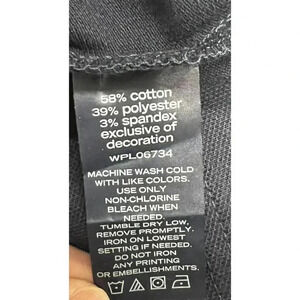 58% cotton
39% polyester
3% spandex
exclusive of
decoration
WPL06734
MACHINE WASH COLD
WITH LIKE COLORS.
USE ONLY
NON-CHLORINE
BLEACH WHEN
NEEDED.
TUMBLE DRY LOW,
REMOVE PROMPTLY.
IRON ON LOWEST
SETTING IF NEEDED.
DO NOT IRON
ANY PRINTING
OR EMBELLISHMENTS.